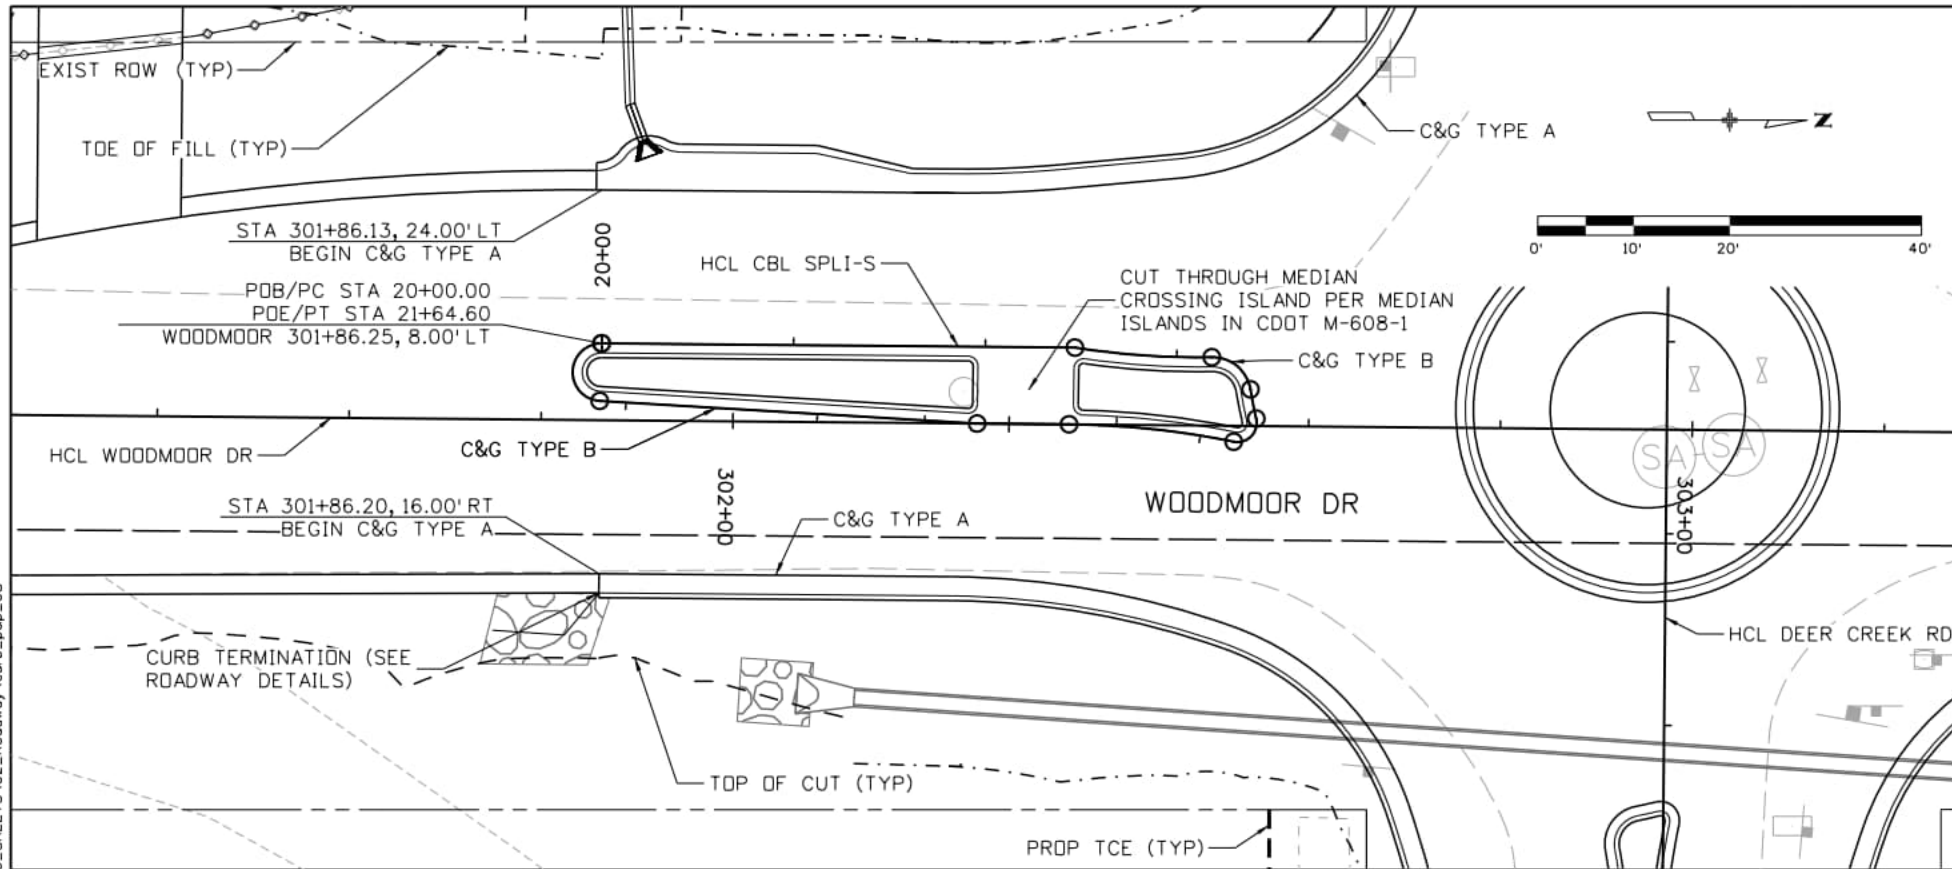 EXIST ROW (TYP)
TOE OF FILL (TYP)
C&G TYPE A
N
STA 301+86.13, 24.00' LT
BEGIN C&G TYPE A
20+00
0' 10' 20' 40'
HCL CBL SPLI-S
CUT THROUGH MEDIAN
CROSSING ISLAND PER MEDIAN
ISLANDS IN CDOT M-608-1
POB/PC STA 20+00.00
POE/PT STA 21+64.60
WOODMOOR 301+86.25, 8.00' LT
C&G TYPE B
HCL WOODMOOR DR
C&G TYPE B
SA
SA
STA 301+86.20, 16.00' RT
BEGIN C&G TYPE A
302+00
C&G TYPE A
WOODMOOR DR
303+00
HCL DEER CREEK RD
CURB TERMINATION (SEE
ROADWAY DETAILS)
TOP OF CUT (TYP)
PROP TCE (TYP)